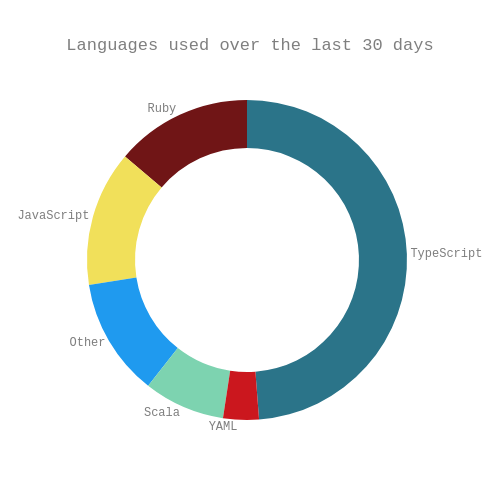 Languages used over the last 30 days
Ruby
JavaScript
TypeScript
Other
Scala
YAML